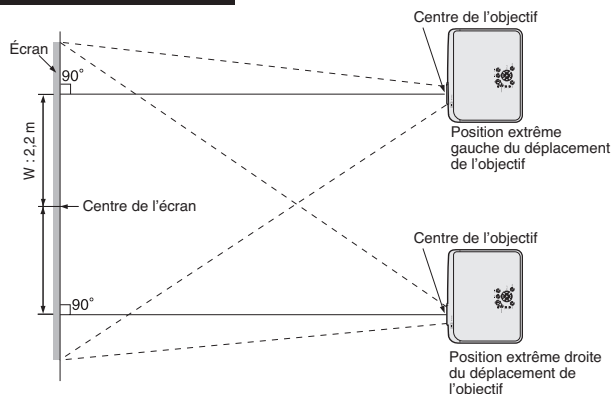 Écran
90°
W : 2,2 m
Centre de l'écran
90°
Centre de l'objectif
Position extrême
gauche du déplacement
de l'objectif
Centre de l'objectif
Position extrême droite
du déplacement de
l'objectif